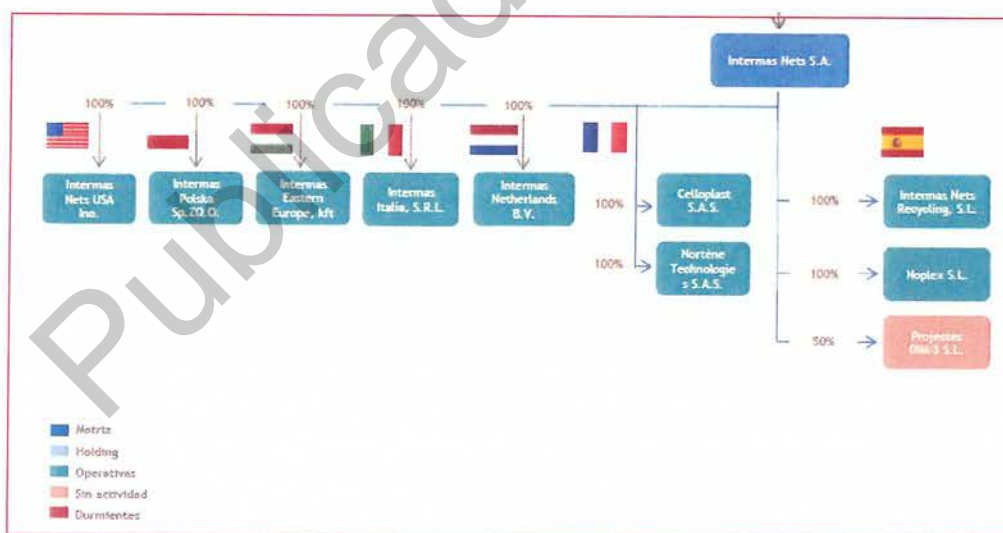 Publicad
Intermas Nets S.A.
100%
100%
100%
100%
100%
Intermas
Nets USA
Inc.
Intermas
Polska
Sp.ZO.O.
Intermas
Eastern
Europe, kft
Intermas
Italia, S.R.L.
Intermas
Netherlands
B.V.
100%
Celloplast
S.A.S.
100%
Intermas Nets
Recycling, S.L.
100%
Nortène
Technologie
s S.A.S.
100%
Noplex S.L.
50%
Projectes
S.L.
Matriz
Holding
Operativas
Sin actividad
Durmientes